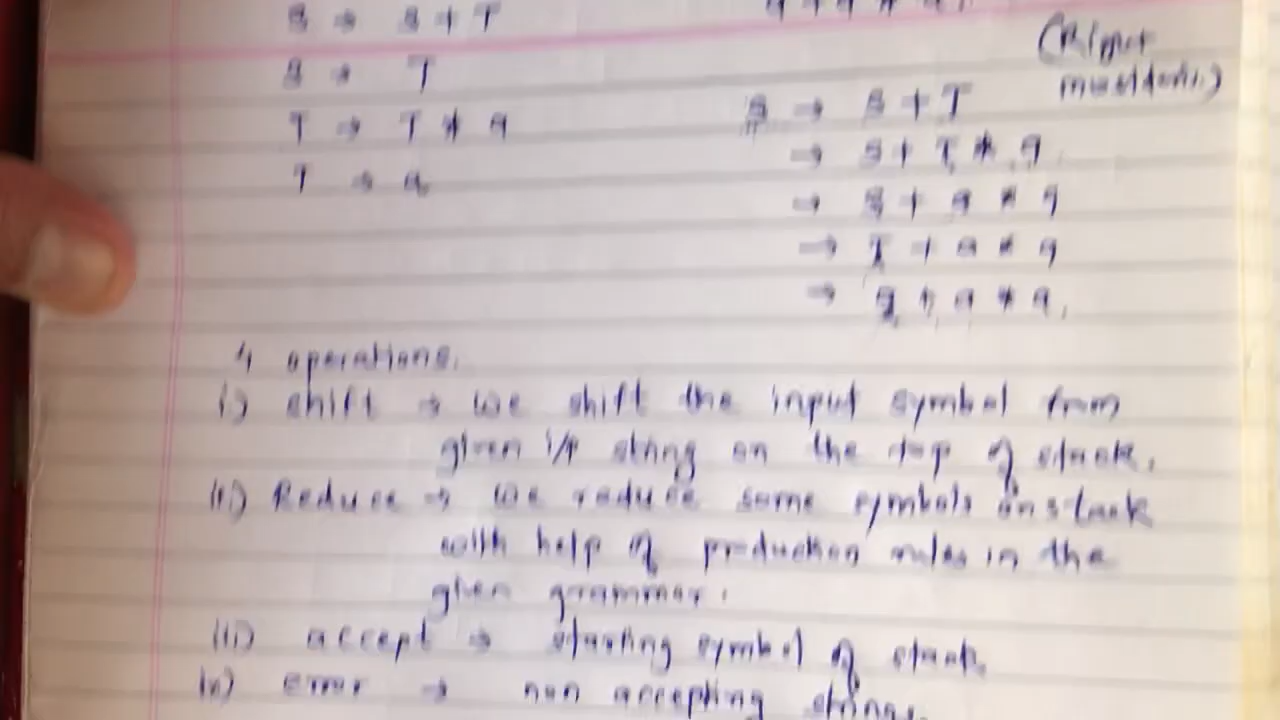 S → S + T
S → T
T → T * a
T → a
a + a * a.
(Right
most deri.)
S → S + T
→ S + T * a
→ S + a * a
→ T + a * a
→ a + a * a.
4 operations.
i) shift → we shift the input symbol from
given i/p string on the top of stack.
ii) Reduce → we reduce some symbols on stack
with help of production rules in the
given grammar.
iii) accept → starting symbol of stack.
iv) error → non accepting strings.